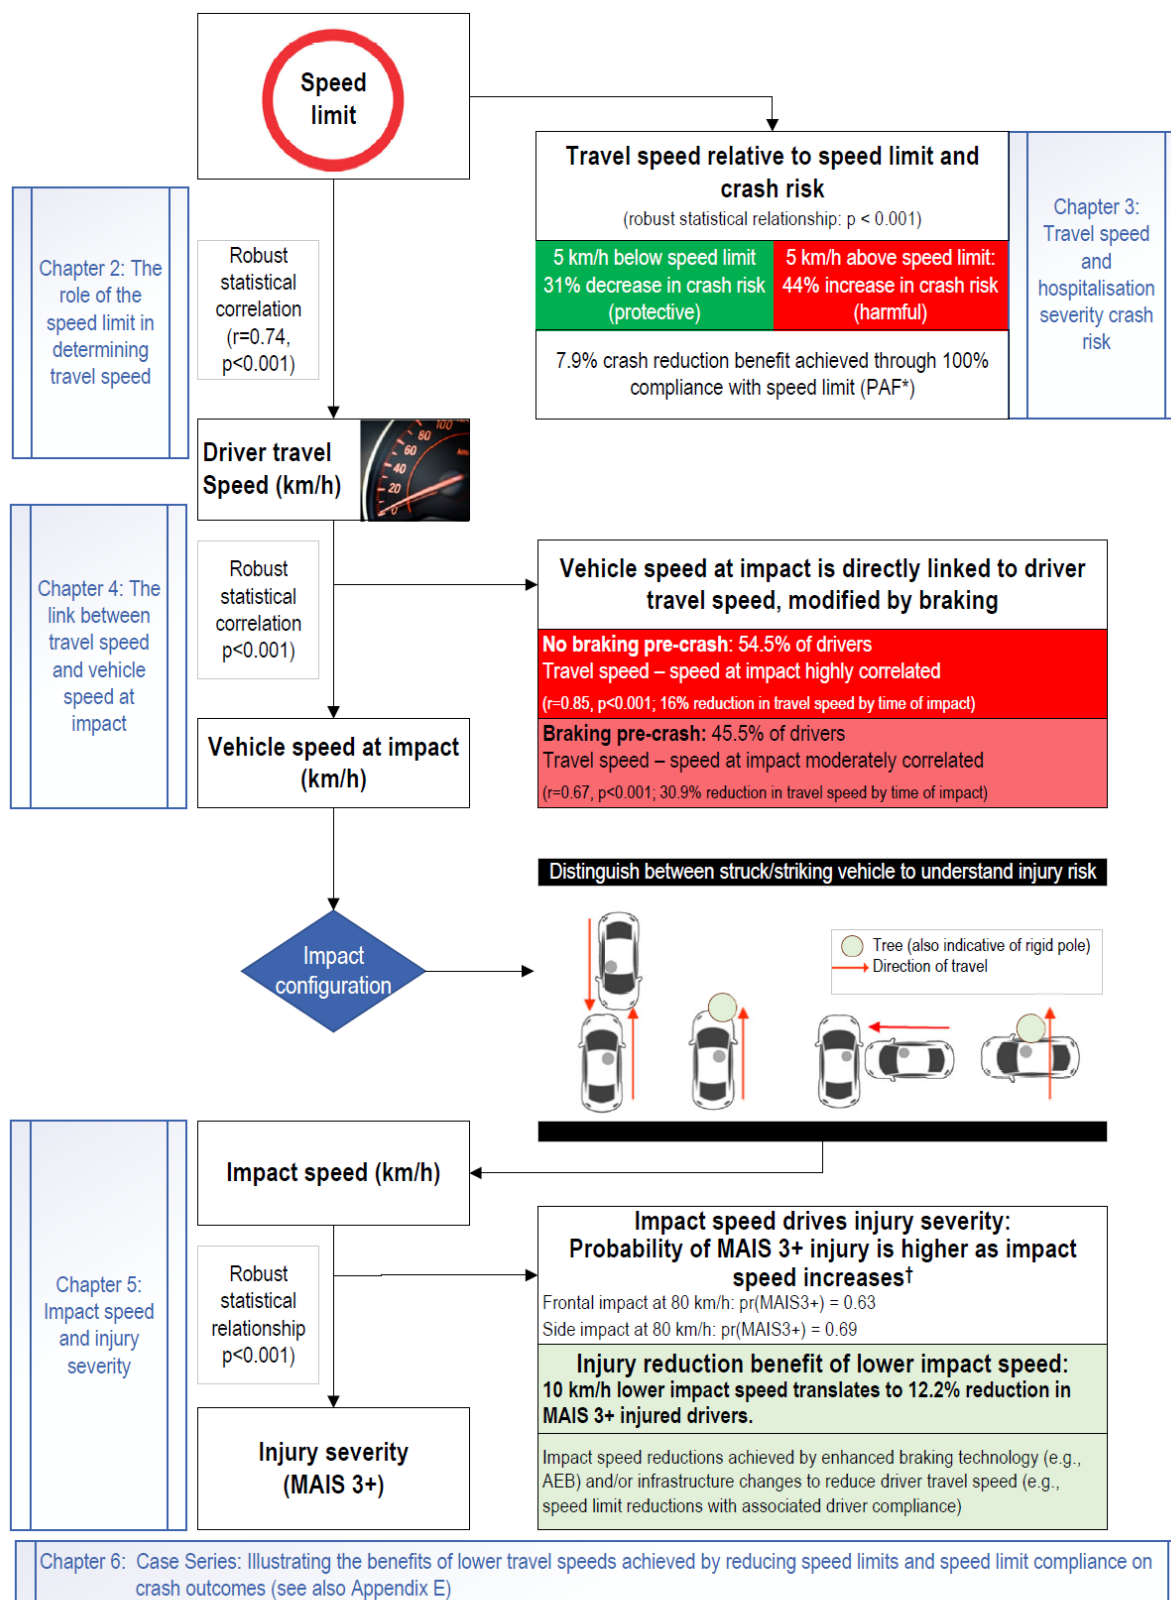 Speed
limit
Travel speed relative to speed limit and
crash risk
(robust statistical relationship: p < 0.001)
5 km/h below speed limit
31% decrease in crash risk
(protective)
5 km/h above speed limit:
44% increase in crash risk
(harmful)
7.9% crash reduction benefit achieved through 100%
compliance with speed limit (PAF*)
Chapter 3:
Travel speed
and
hospitalisation
severity crash
risk
Chapter 2: The
role of the
speed limit in
determining
travel speed
Robust
statistical
correlation
(r=0.74,
p<0.001)
Driver travel
Speed (km/h)
0
20
40
60
80
100
km/
Chapter 4: The
link between
travel speed
and vehicle
speed at
impact
Robust
statistical
correlation
p<0.001)
Vehicle speed at impact is directly linked to driver
travel speed, modified by braking
No braking pre-crash: 54.5% of drivers
Travel speed – speed at impact highly correlated
(r=0.85, p<0.001; 16% reduction in travel speed by time of impact)
Braking pre-crash: 45.5% of drivers
Travel speed – speed at impact moderately correlated
(r=0.67, p<0.001; 30.9% reduction in travel speed by time of impact)
Vehicle speed at impact
(km/h)
Distinguish between struck/striking vehicle to understand injury risk
Impact
configuration
Tree (also indicative of rigid pole)
Direction of travel
Impact speed (km/h)
Chapter 5:
Impact speed
and injury
severity
Robust
statistical
relationship
p<0.001)
Impact speed drives injury severity:
Probability of MAIS 3+ injury is higher as impact
speed increases†
Frontal impact at 80 km/h: pr(MAIS3+) = 0.63
Side impact at 80 km/h: pr(MAIS3+) = 0.69
Injury reduction benefit of lower impact speed:
10 km/h lower impact speed translates to 12.2% reduction in
MAIS 3+ injured drivers.
Impact speed reductions achieved by enhanced braking technology (e.g.,
AEB) and/or infrastructure changes to reduce driver travel speed (e.g.,
speed limit reductions with associated driver compliance)
Injury severity
(MAIS 3+)
Chapter 6: Case Series: Illustrating the benefits of lower travel speeds achieved by reducing speed limits and speed limit compliance on
crash outcomes (see also Appendix E)